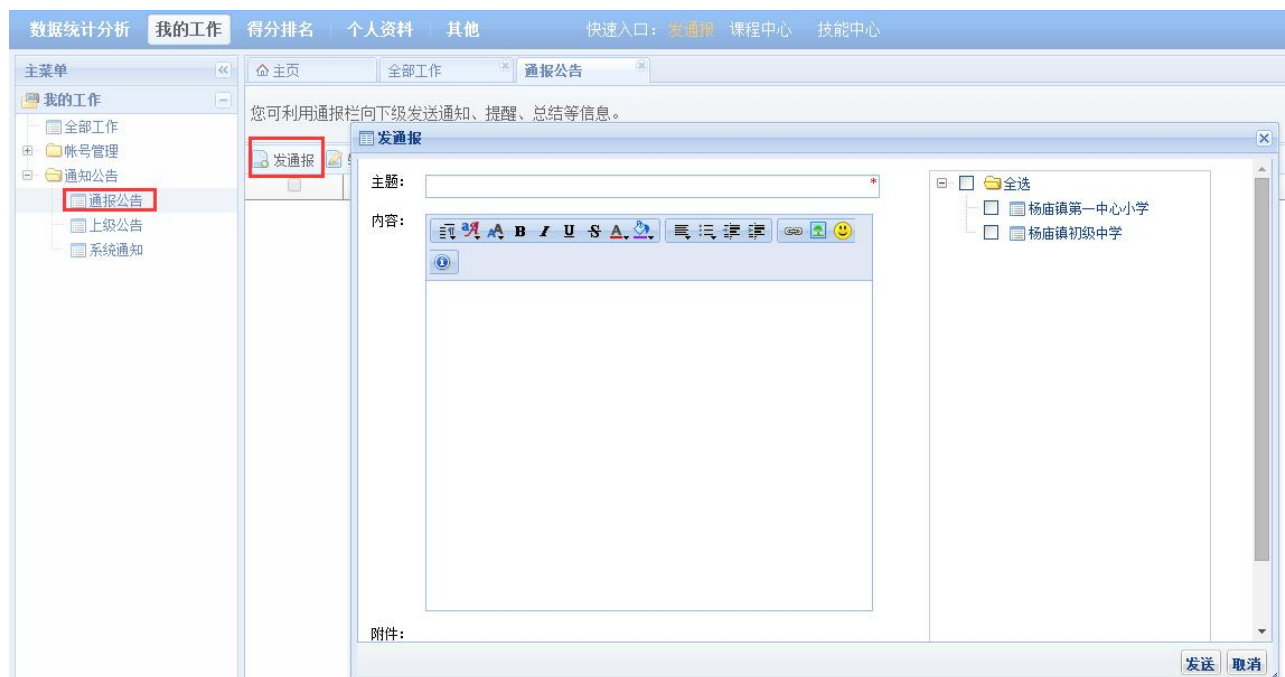 数据统计分析 我的工作 得分排名 个人资料 其他 快速入口： 发通报 课程中心 技能中心
主菜单 主页 全部工作 通报公告
我的工作
您可利用通报栏向下级发送通知、提醒、总结等信息。
全部工作
帐号管理
通知公告
通报公告
上级公告
系统通知
发通报
发通报
主题： *
内容：
B I U S A
附件：
全选
杨庙镇第一中心小学
杨庙镇初级中学
发送 取消